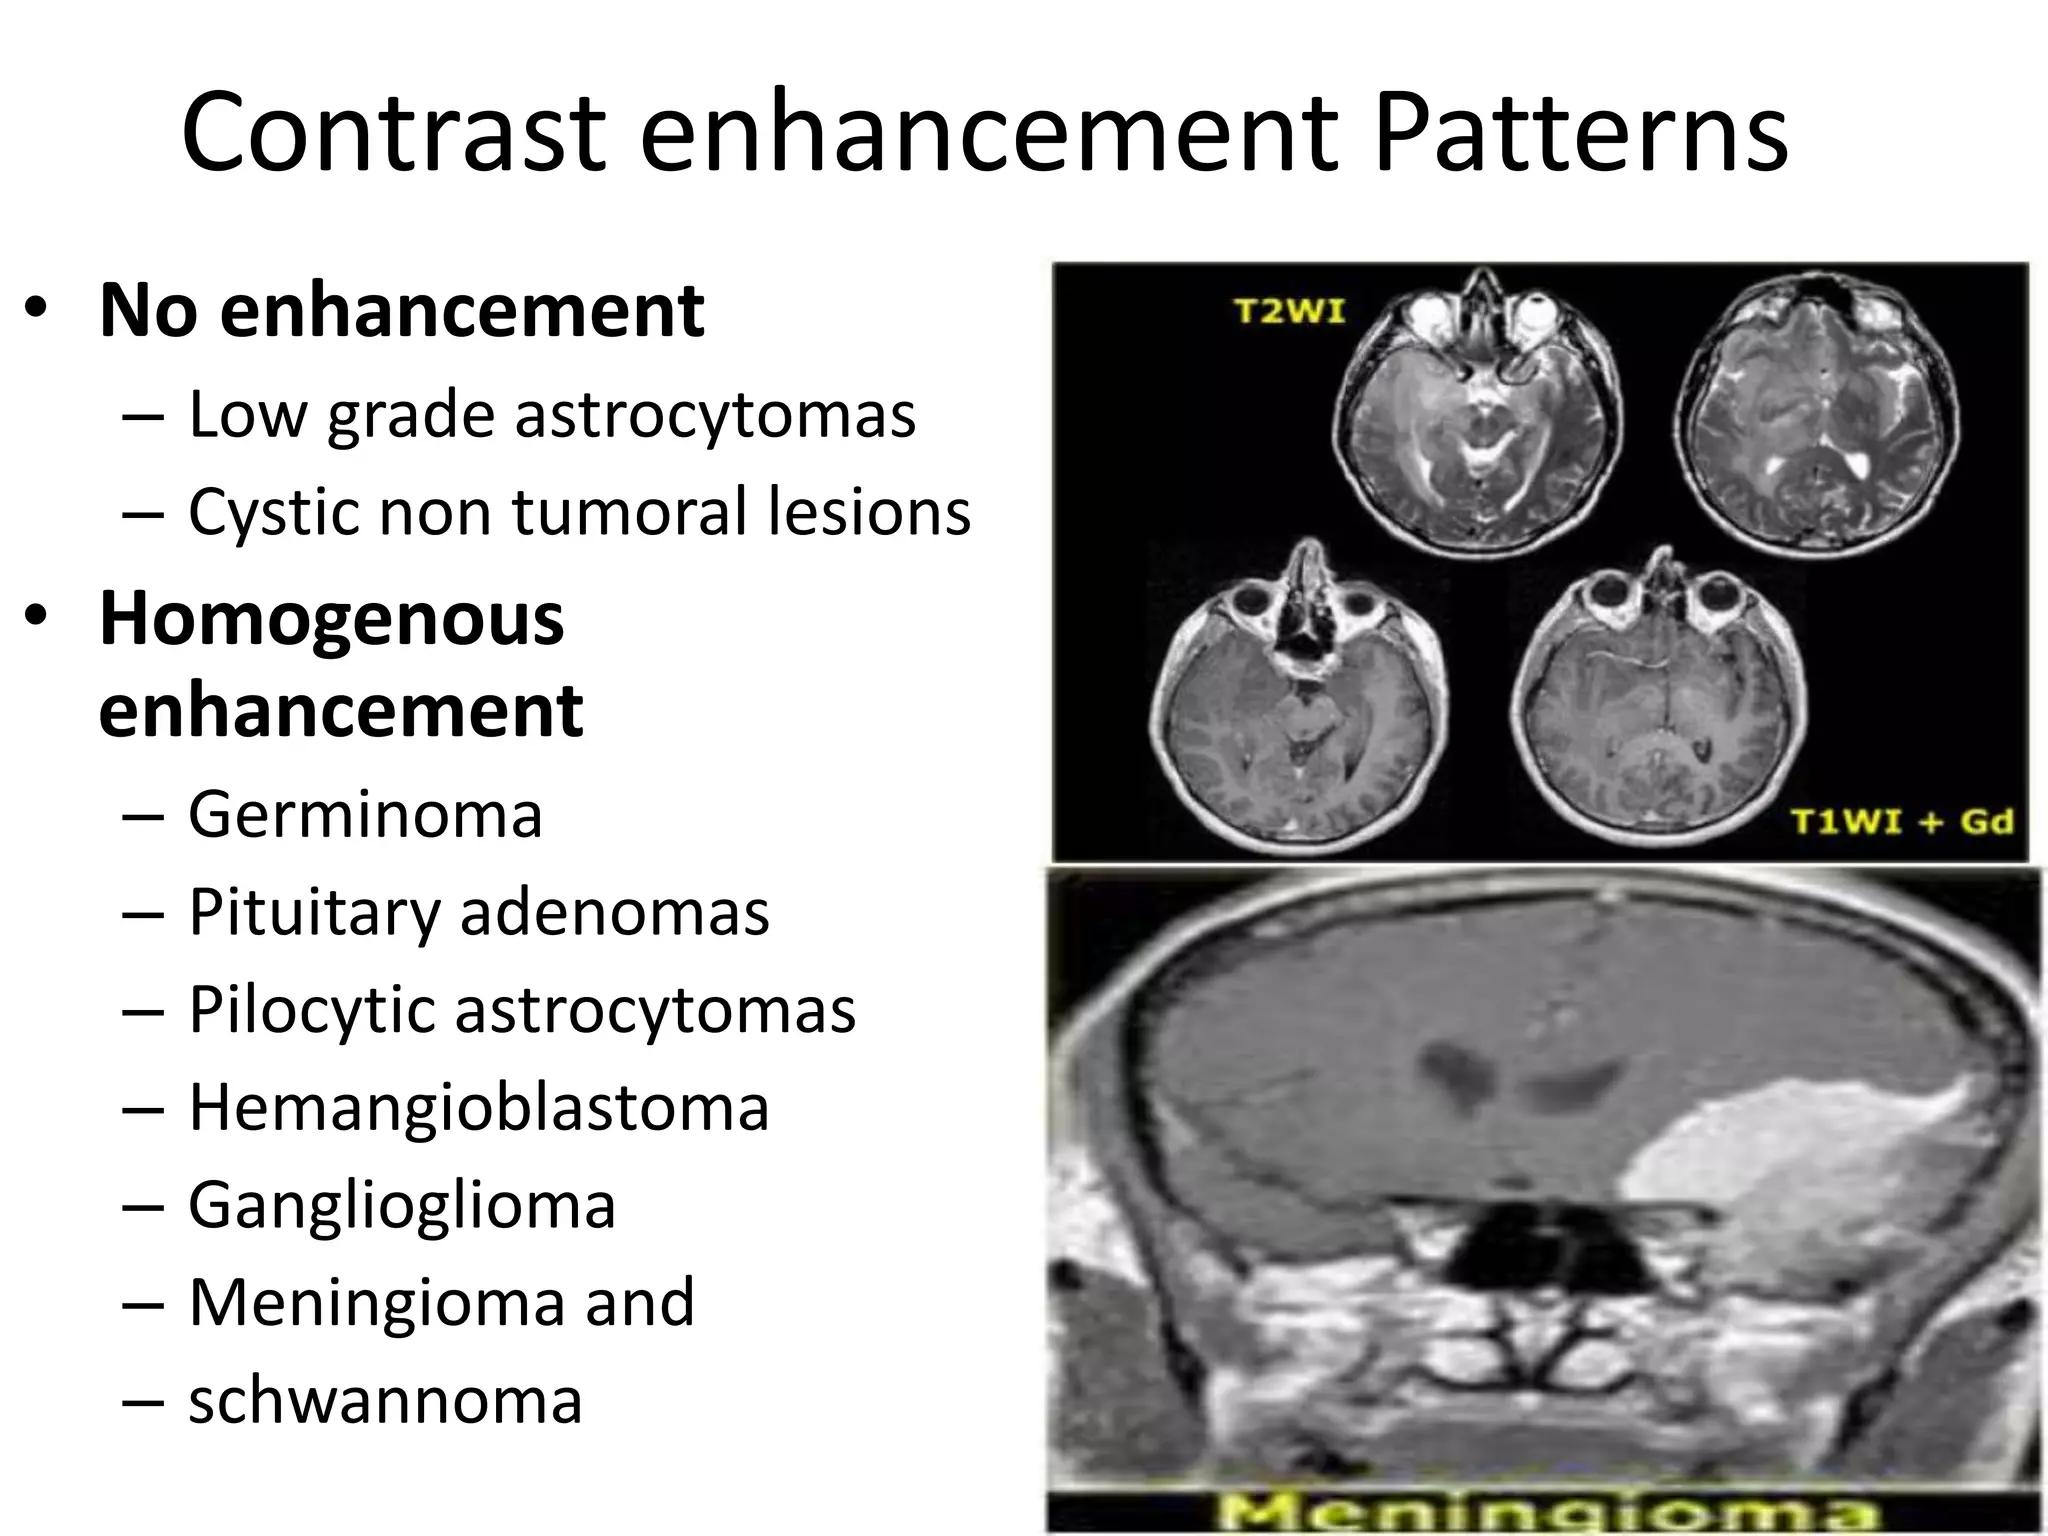 Contrast enhancement Patterns
• No enhancement
– Low grade astrocytomas
– Cystic non tumoral lesions
• Homogenous
enhancement
– Germinoma
– Pituitary adenomas
– Pilocytic astrocytomas
– Hemangioblastoma
– Ganglioglioma
– Meningioma and
– schwannoma
T2WI
T1WI + Gd
Meningioma